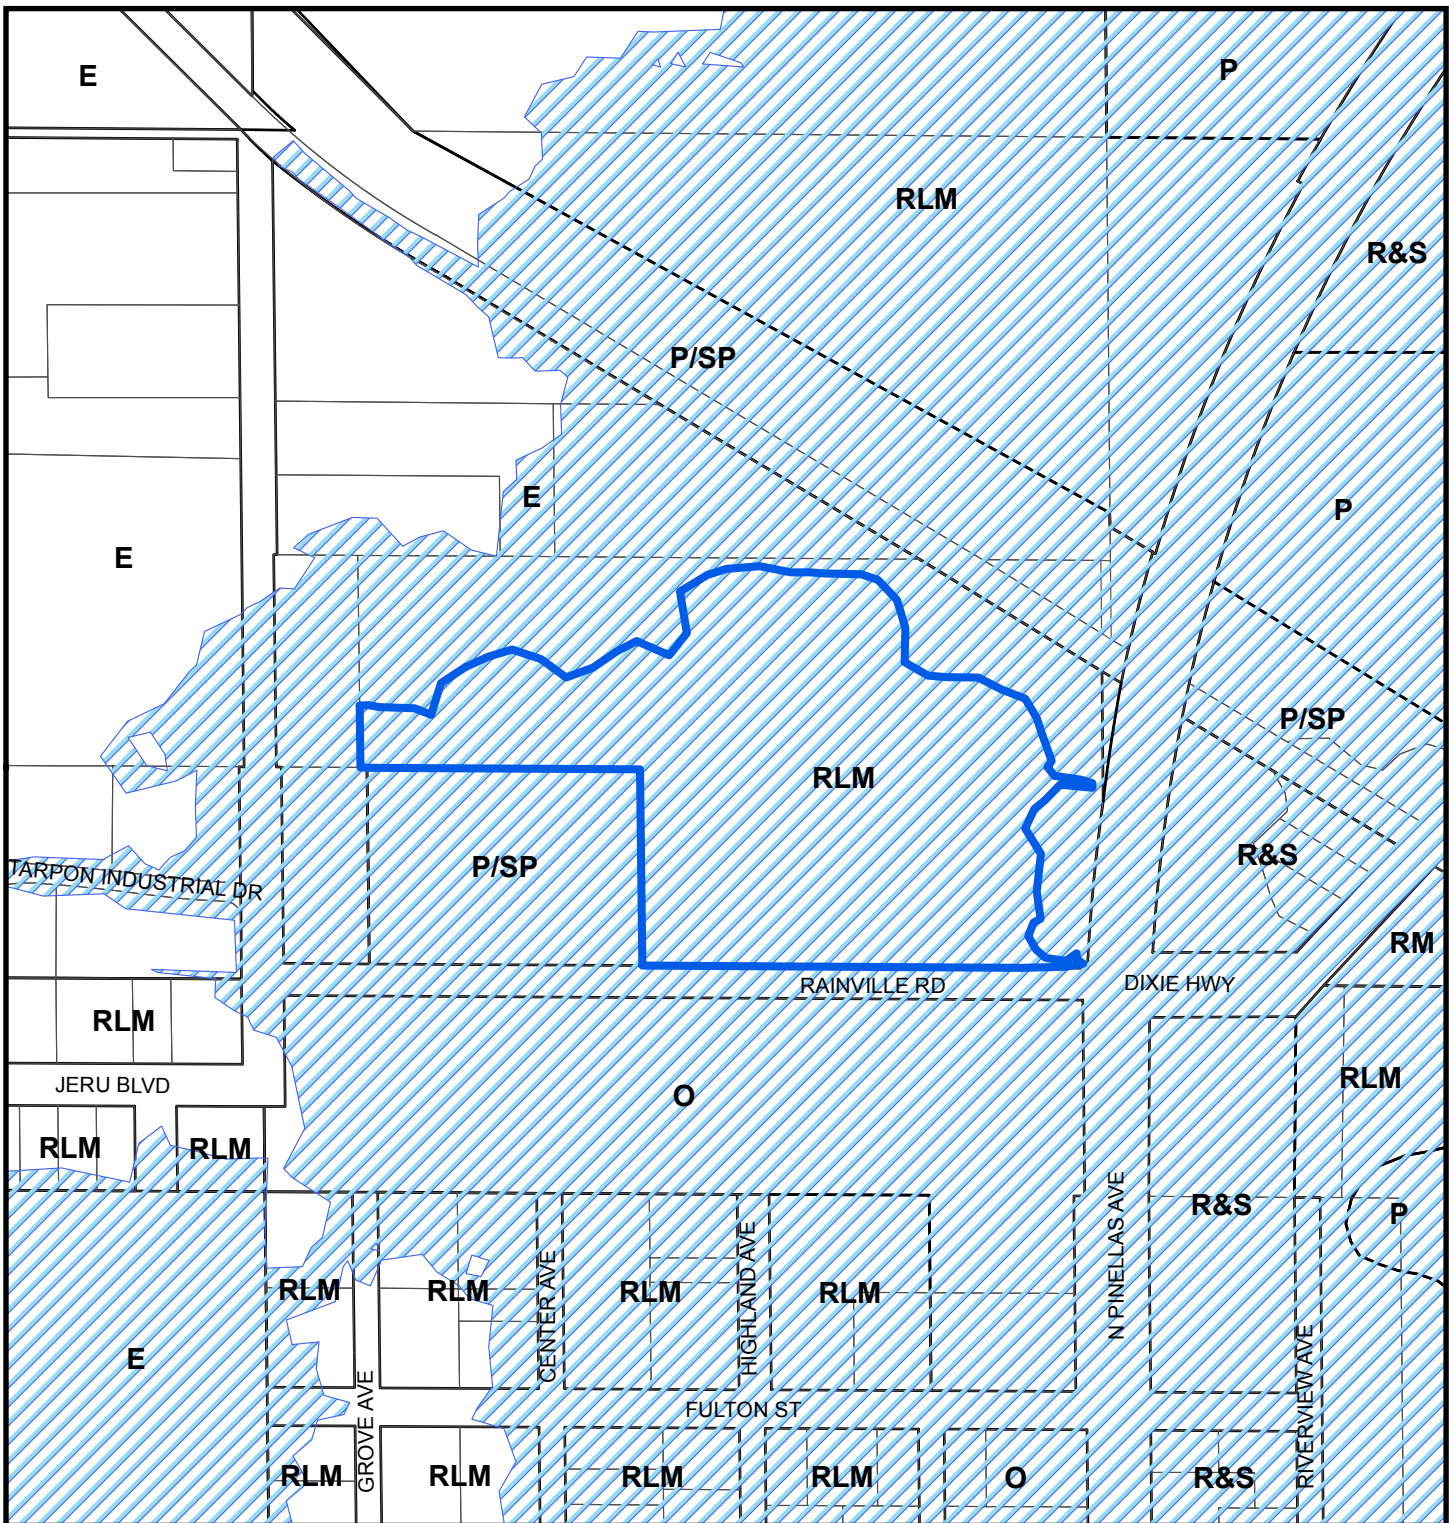 E
P
RLM
R&S
P/SP
E
P
E
P/SP
RLM
R&S
P/SP
TARPON INDUSTRIAL DR
RM
RAINVILLE RD
DIXIE HWY
RLM
RLM
JERU BLVD
O
RLM
RLM
R&S
P
N PINELLAS AVE
RLM
RLM
CENTER AVE
RLM
HIGHLAND AVE
RLM
E
GROVE AVE
FULTON ST
RIVERVIEW AVE
RLM
RLM
RLM
RLM
O
R&S